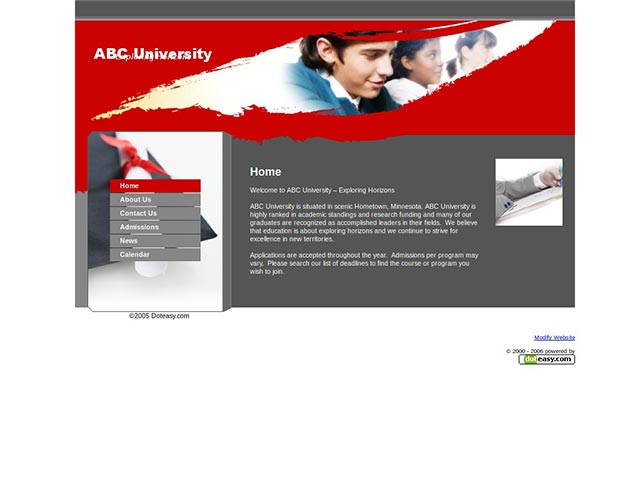 ABC University
Exploring Horizons
Home
About Us
Contact Us
Admissions
News
Calendar
Home
Welcome to ABC University – Exploring Horizons
ABC University is situated in scenic Hometown, Minnesota. ABC University is
highly ranked in academic standings and research funding and many of our
graduates are recognized as accomplished leaders in their fields.  We believe
that education is about exploring horizons and we continue to strive for
excellence in new territories.
Applications are accepted throughout the year.  Admissions per program may
vary.  Please search our list of deadlines to find the course or program you
wish to join.
©2005 Doteasy.com
Modify Website
© 2000 - 2006 powered by
doteasy.com